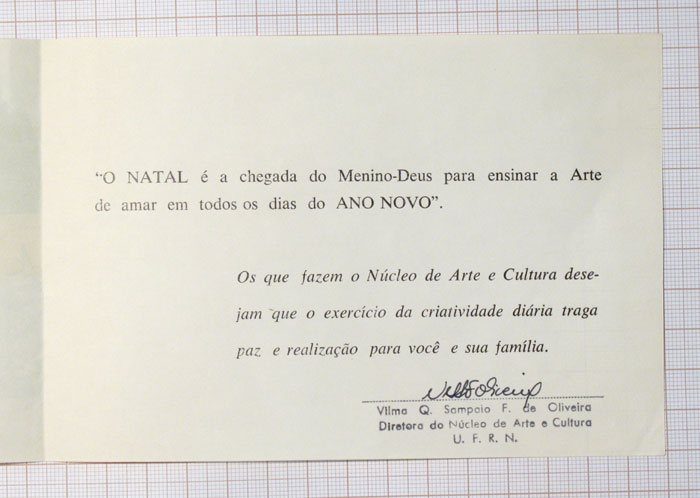 “O NATAL é a chegada do Menino-Deus para ensinar a Arte
de amar em todos os dias do ANO NOVO”.
Os que fazem o Núcleo de Arte e Cultura dese-
jam que o exercício da criatividade diária traga
paz e realização para você e sua família.
Vilma Q. Sampaio F. de Oliveira
Diretora do Núcleo de Arte e Cultura
U. F. R. N.